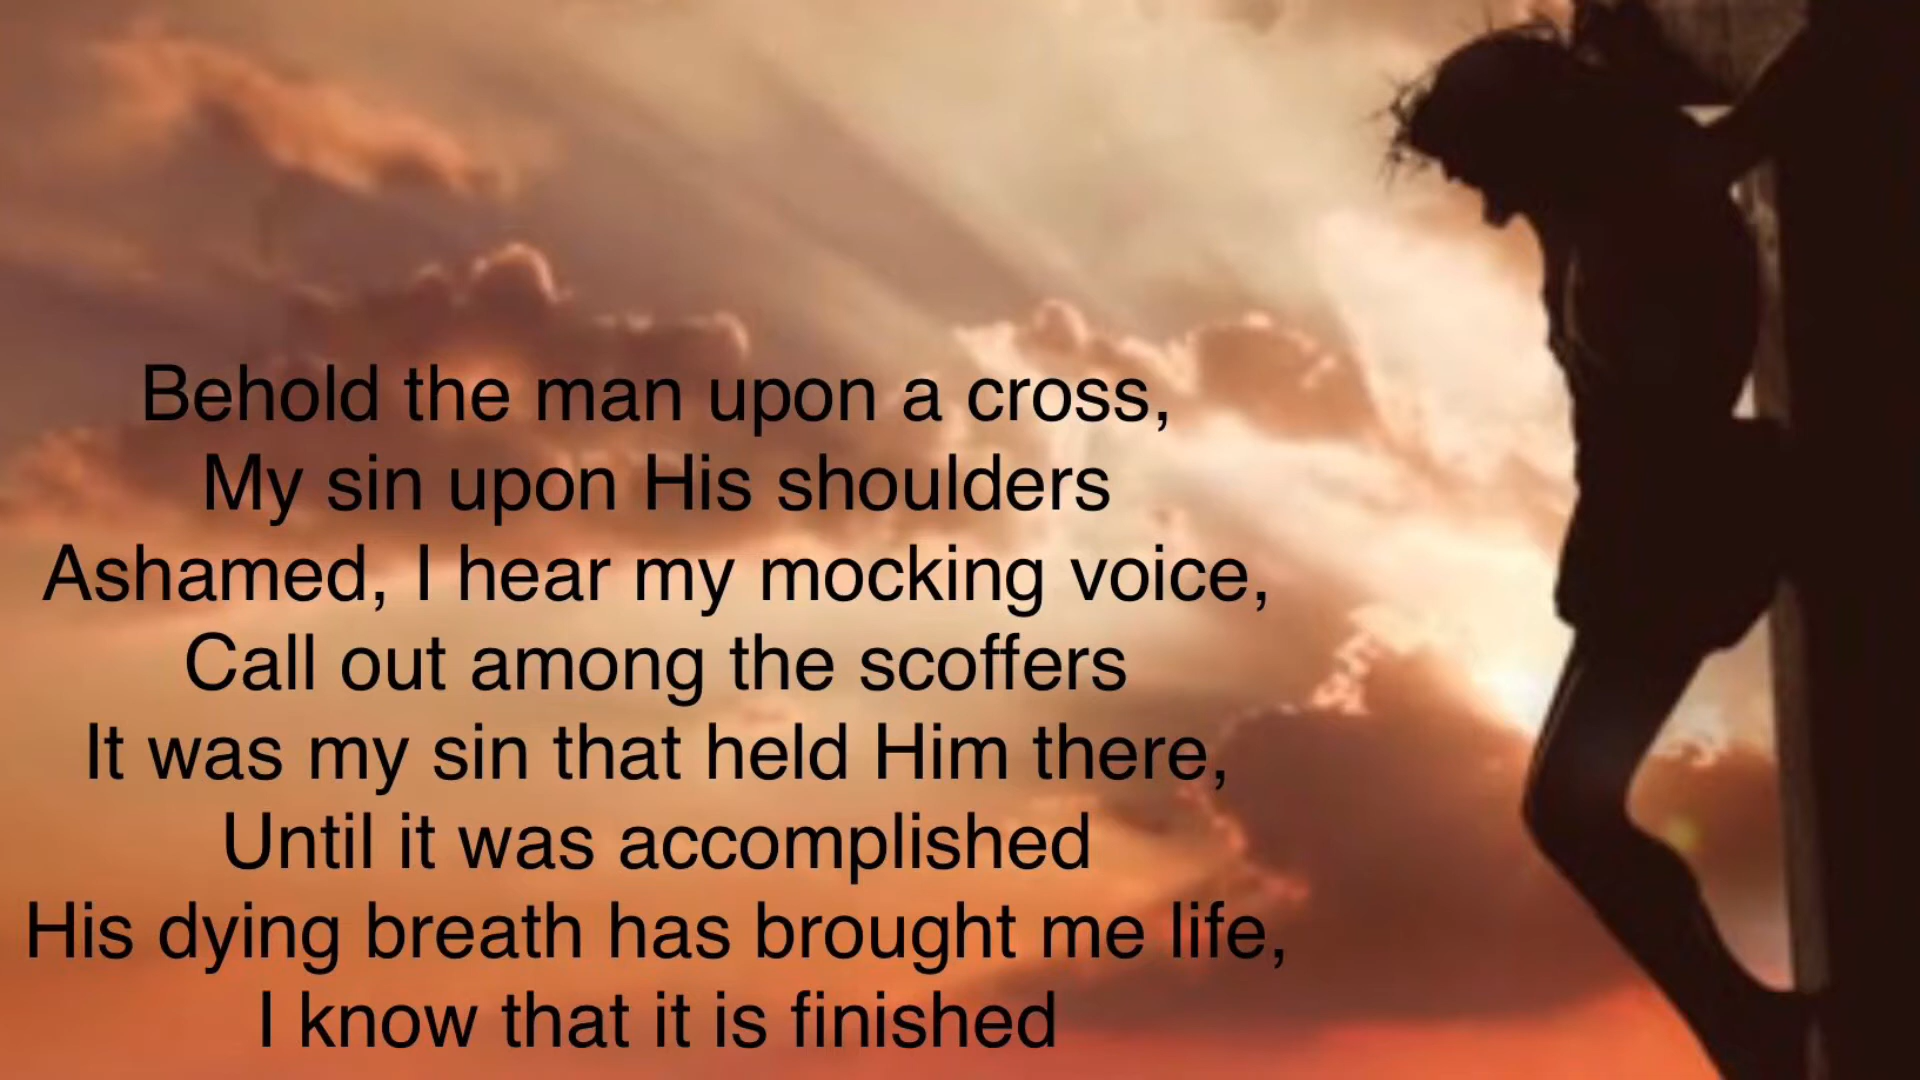 Behold the man upon a cross,
My sin upon His shoulders
Ashamed, I hear my mocking voice,
Call out among the scoffers
It was my sin that held Him there,
Until it was accomplished
His dying breath has brought me life,
I know that it is finished